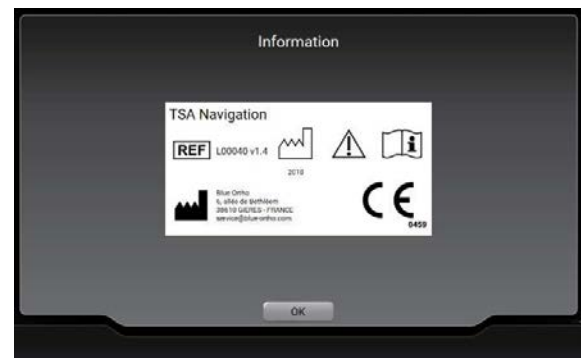 Information
TSA Navigation
REF L00040 v1.4
2018
Blue Ortho
6, allée de Bethléem
38610 GIERES - FRANCE
service@blue-ortho.com
CE
0459
OK